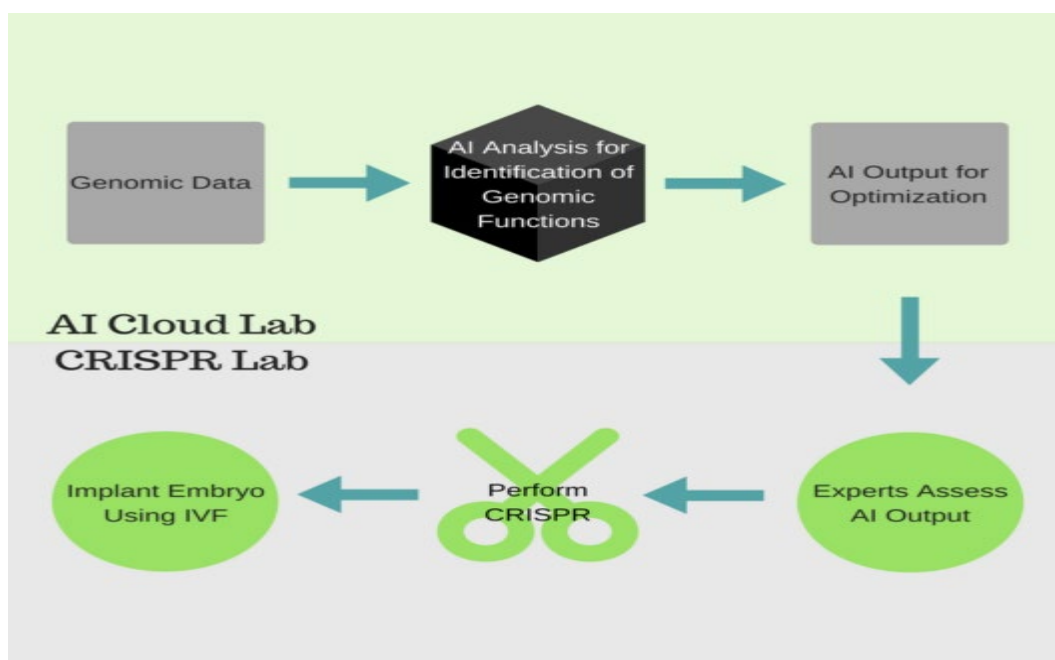 Genomic Data
AI Analysis for
Identification of
Genomic
Functions
AI Output for
Optimization
AI Cloud Lab
CRISPR Lab
Implant Embryo
Using IVF
Perform
CRISPR
Experts Assess
AI Output